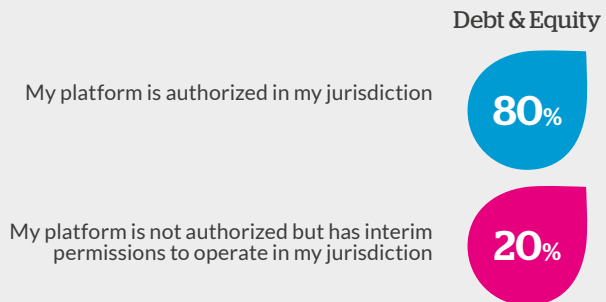 Debt & Equity
My platform is authorized in my jurisdiction
80%
My platform is not authorized but has interim
permissions to operate in my jurisdiction
20%